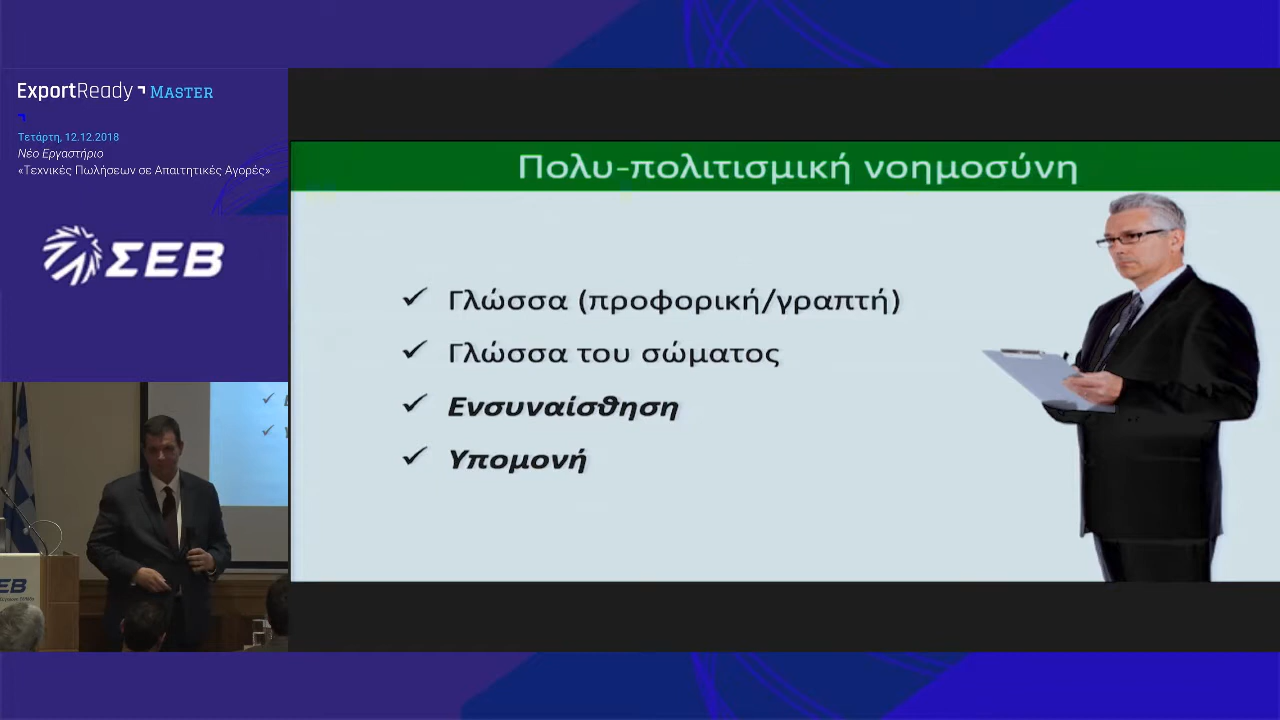 ExportReady MASTER
Τετάρτη, 12.12.2018
Νέο Εργαστήριο
«Τεχνικές Πωλήσεων σε Απαιτητικές Αγορές»
ΣΕΒ
Πολυ-πολιτισμική νοημοσύνη
✓ Γλώσσα (προφορική/γραπτή)
✓ Γλώσσα του σώματος
✓ Ενσυναίσθηση
✓ Υπομονή
ΕΒ